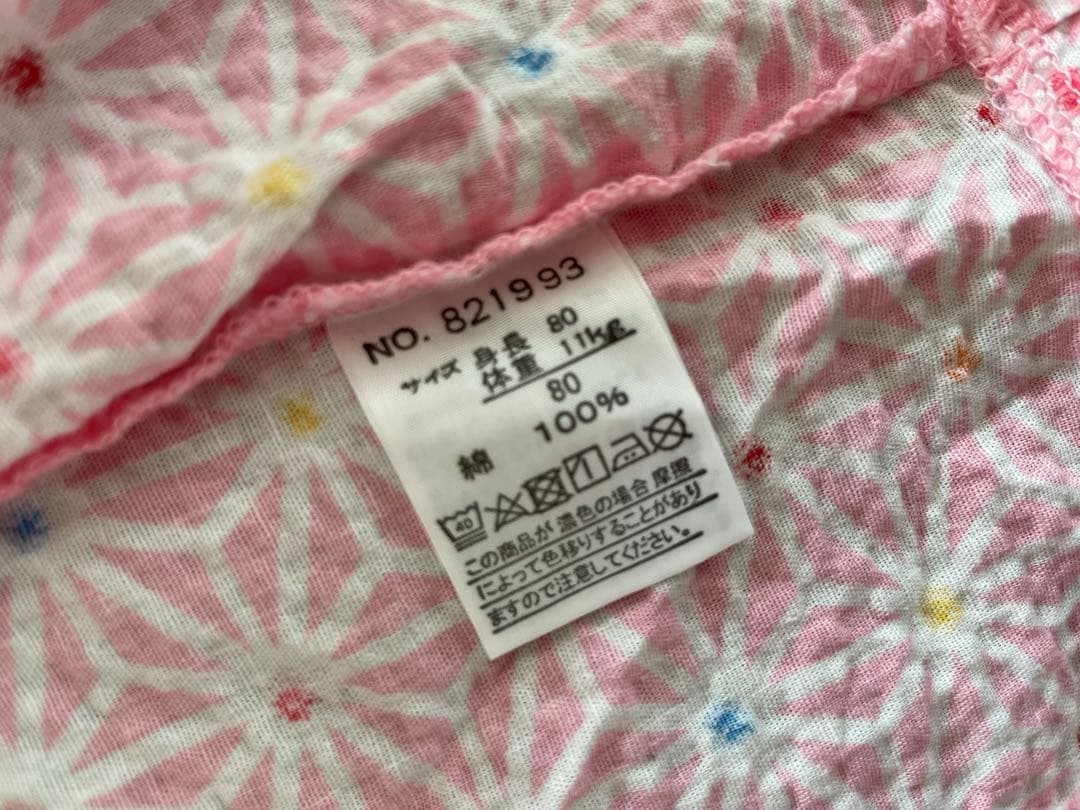 NO. 821993
サイズ 身長 80
体重 11kg
80
綿 100%
40
この商品が濃色の場合 摩擦
によって色移りすることがあり
ますので注意してください。